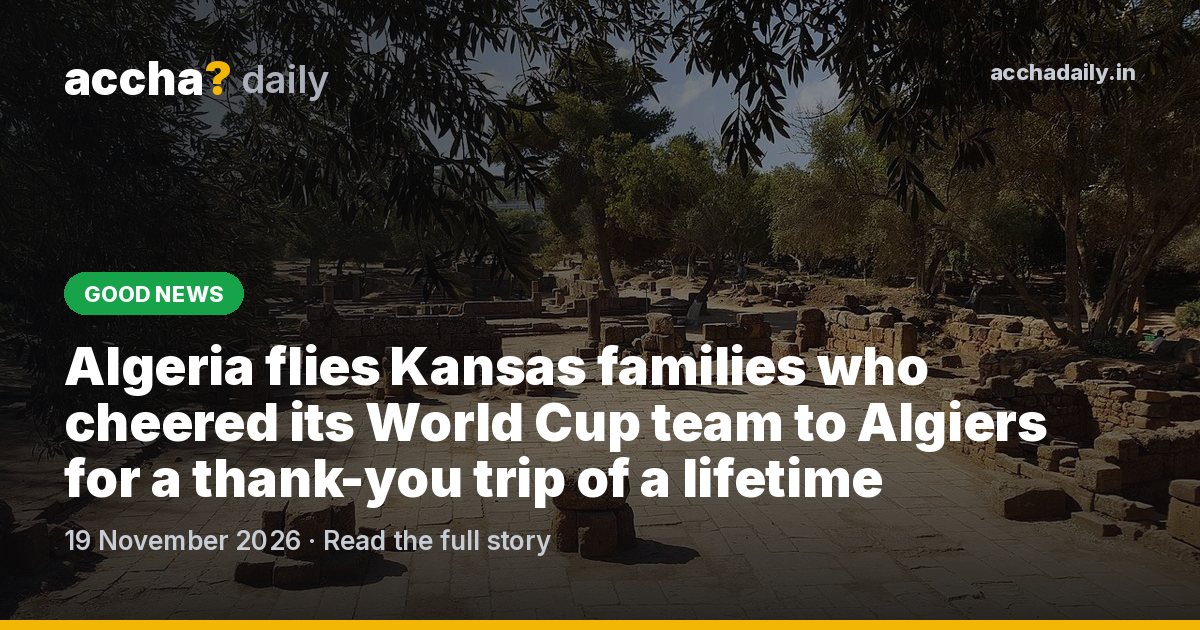 accha? daily
acchadaily.in
GOOD NEWS
Algeria flies Kansas families who
cheered its World Cup team to Algiers
for a thank-you trip of a lifetime
19 November 2026 · Read the full story